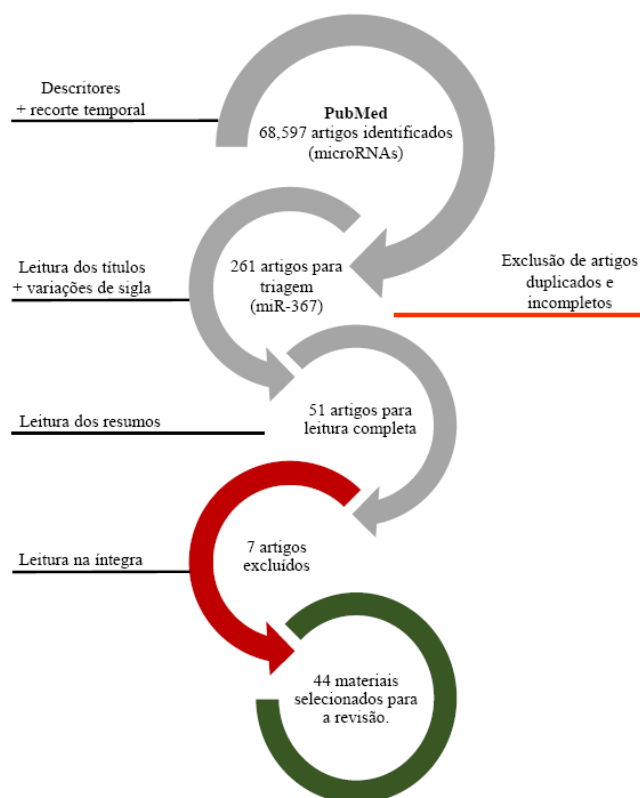 Descritores
+ recorte temporal
PubMed
68,597 artigos identificados
(microRNAs)
Leitura dos títulos
+ variações de sigla
261 artigos para
triagem
(miR-367)
Exclusão de artigos
duplicados e
incompletos
Leitura dos resumos
51 artigos para
leitura completa
Leitura na íntegra
7 artigos
excluídos
44 materiais
selecionados para
a revisão.